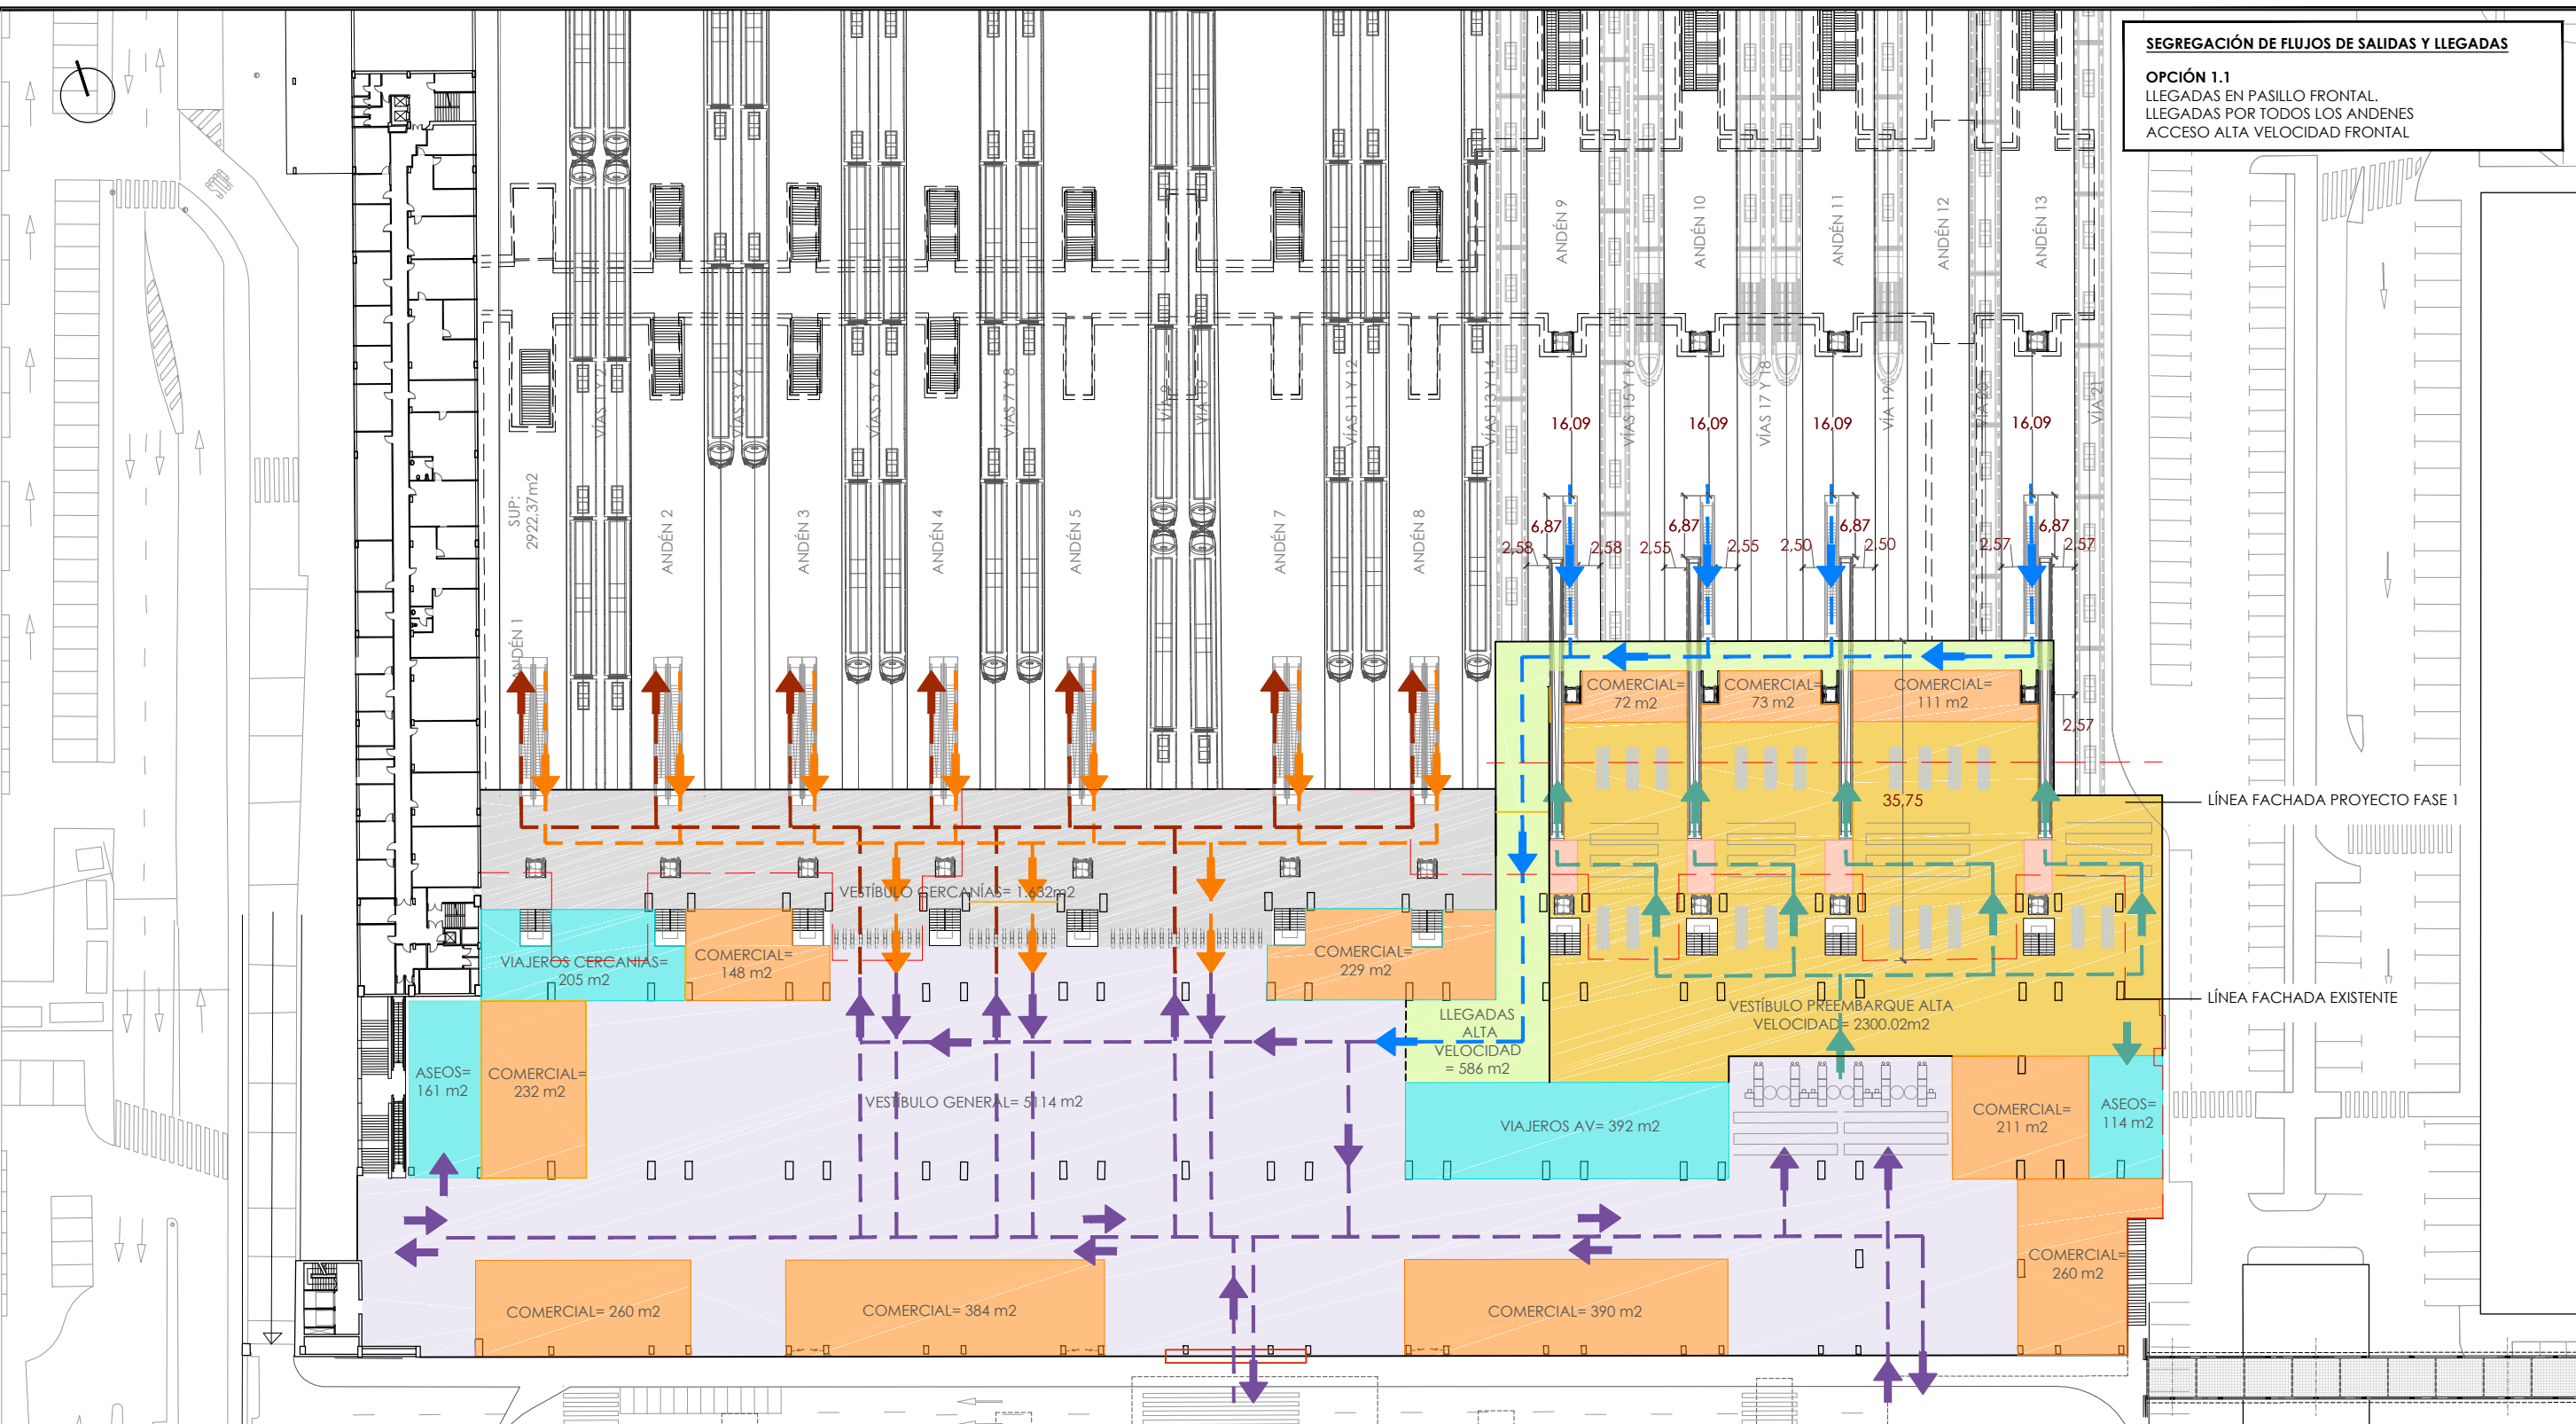 SEGREGACIÓN DE FLUJOS DE SALIDAS Y LLEGADAS
OPCIÓN 1.1
LLEGADAS EN PASILLO FRONTAL.
LLEGADAS POR TODOS LOS ANDENES
ACCESO ALTA VELOCIDAD FRONTAL
ANDÉN 9
ANDÉN 10
ANDÉN 11
ANDÉN 12
ANDÉN 13
VÍAS 1 Y 2
VÍAS 3 Y 4
VÍAS 5 Y 6
VÍAS 7 Y 8
VÍA 9
VÍA 10
VÍAS 11 Y 12
VÍAS 13 Y 14
VÍAS 15 Y 16
VÍAS 17 Y 18
VÍA 19
VÍA 20
VÍA 21
16,09
16,09
16,09
16,09
SUP:
2922,37m2
ANDÉN 1
ANDÉN 2
ANDÉN 3
ANDÉN 4
ANDÉN 5
ANDÉN 7
ANDÉN 8
6,87
6,87
6,87
6,87
2,58
2,58
2,55
2,55
2,50
2,50
2,57
2,57
COMERCIAL=
72 m2
COMERCIAL=
73 m2
COMERCIAL=
111 m2
2,57
35,75
LÍNEA FACHADA PROYECTO FASE 1
VESTÍBULO CERCANÍAS= 1.632m2
VIAJEROS CERCANIAS=
205 m2
COMERCIAL=
148 m2
COMERCIAL=
229 m2
LÍNEA FACHADA EXISTENTE
VESTÍBULO PREEMBARQUE ALTA
VELOCIDAD= 2300.02m2
LLEGADAS
ALTA
VELOCIDAD
= 586 m2
ASEOS=
161 m2
COMERCIAL=
232 m2
VESTÍBULO GENERAL= 5114 m2
VIAJEROS AV= 392 m2
COMERCIAL=
211 m2
ASEOS=
114 m2
COMERCIAL=
260 m2
COMERCIAL= 260 m2
COMERCIAL= 384 m2
COMERCIAL= 390 m2